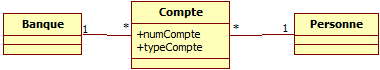 Banque
1
*
Compte
+numCompte
+typeCompte
*
1
Personne